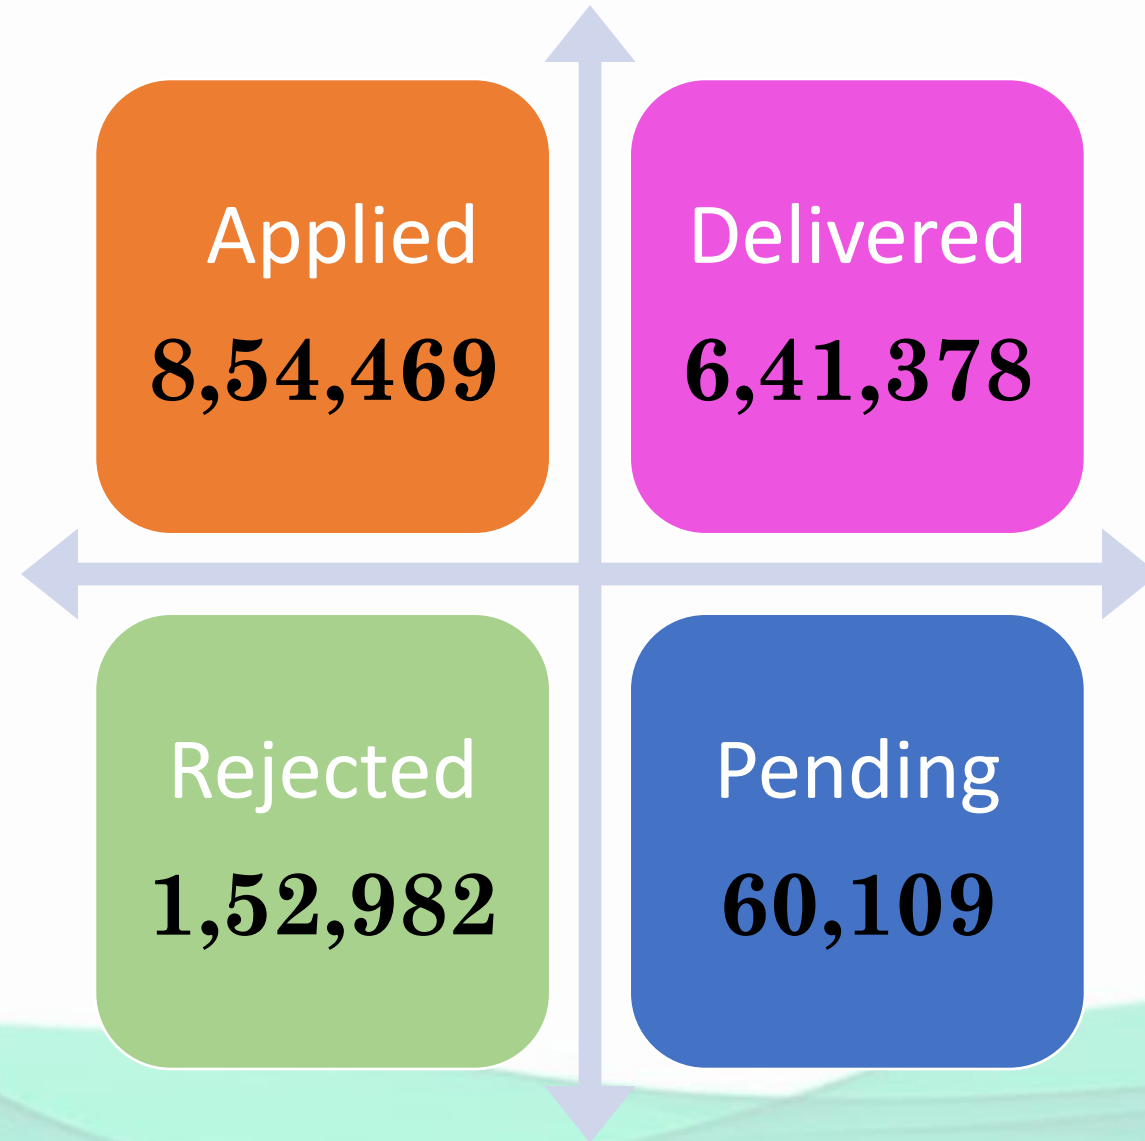 Applied
8,54,469
Delivered
6,41,378
Rejected
1,52,982
Pending
60,109